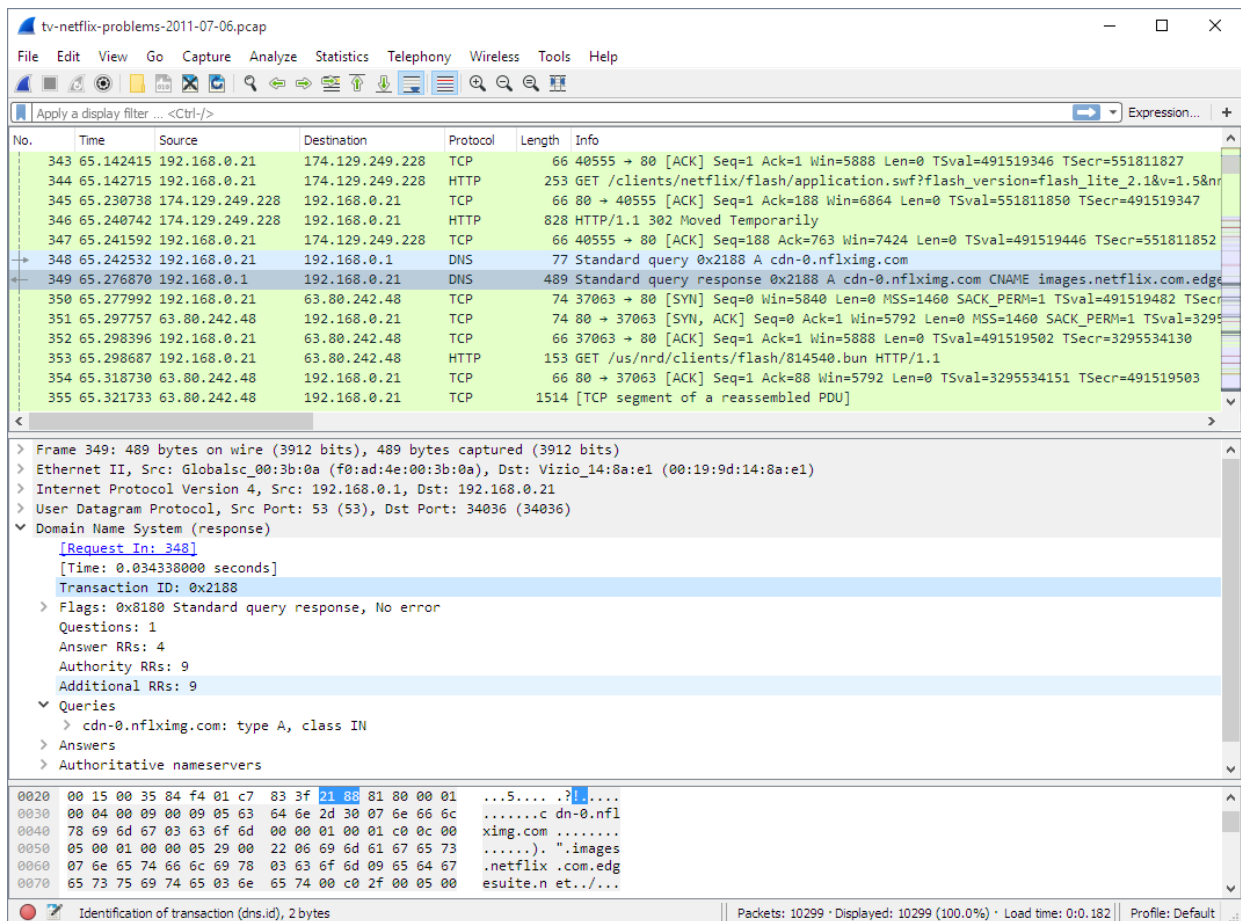 tv-netflix-problems-2011-07-06.pcap
File Edit View Go Capture Analyze Statistics Telephony Wireless Tools Help
Apply a display filter ... <Ctrl-/> Expression... +
No. Time Source Destination Protocol Length Info
343 65.142415 192.168.0.21 174.129.249.228 TCP 66 40555 → 80 [ACK] Seq=1 Ack=1 Win=5888 Len=0 TSval=491519346 TSecr=551811827
344 65.142715 192.168.0.21 174.129.249.228 HTTP 253 GET /clients/netflix/flash/application.swf?flash_version=flash_lite_2.1&v=1.5&nr
345 65.230738 174.129.249.228 192.168.0.21 TCP 66 80 → 40555 [ACK] Seq=1 Ack=188 Win=6864 Len=0 TSval=551811850 TSecr=491519347
346 65.240742 174.129.249.228 192.168.0.21 HTTP 828 HTTP/1.1 302 Moved Temporarily
347 65.241592 192.168.0.21 174.129.249.228 TCP 66 40555 → 80 [ACK] Seq=188 Ack=763 Win=7424 Len=0 TSval=491519446 TSecr=551811852
348 65.242532 192.168.0.21 192.168.0.1 DNS 77 Standard query 0x2188 A cdn-0.nflximg.com
349 65.276870 192.168.0.1 192.168.0.21 DNS 489 Standard query response 0x2188 A cdn-0.nflximg.com CNAME images.netflix.com.edge
350 65.277992 192.168.0.21 63.80.242.48 TCP 74 37063 → 80 [SYN] Seq=0 Win=5840 Len=0 MSS=1460 SACK_PERM=1 TSval=491519482 TSecr
351 65.297757 63.80.242.48 192.168.0.21 TCP 74 80 → 37063 [SYN, ACK] Seq=0 Ack=1 Win=5792 Len=0 MSS=1460 SACK_PERM=1 TSval=3295
352 65.298396 192.168.0.21 63.80.242.48 TCP 66 37063 → 80 [ACK] Seq=1 Ack=1 Win=5888 Len=0 TSval=491519502 TSecr=3295534130
353 65.298687 192.168.0.21 63.80.242.48 HTTP 153 GET /us/nrd/clients/flash/814540.bun HTTP/1.1
354 65.318730 63.80.242.48 192.168.0.21 TCP 66 80 → 37063 [ACK] Seq=1 Ack=88 Win=5792 Len=0 TSval=3295534151 TSecr=491519503
355 65.321733 63.80.242.48 192.168.0.21 TCP 1514 [TCP segment of a reassembled PDU]
Frame 349: 489 bytes on wire (3912 bits), 489 bytes captured (3912 bits)
Ethernet II, Src: Globalsc_00:3b:0a (f0:ad:4e:00:3b:0a), Dst: Vizio_14:8a:e1 (00:19:9d:14:8a:e1)
Internet Protocol Version 4, Src: 192.168.0.1, Dst: 192.168.0.21
User Datagram Protocol, Src Port: 53 (53), Dst Port: 34036 (34036)
Domain Name System (response)
[Request In: 348]
[Time: 0.034338000 seconds]
Transaction ID: 0x2188
Flags: 0x8180 Standard query response, No error
Questions: 1
Answer RRs: 4
Authority RRs: 9
Additional RRs: 9
Queries
cdn-0.nflximg.com: type A, class IN
Answers
Authoritative nameservers
0020 00 15 00 35 84 f4 01 c7 83 3f 21 88 81 80 00 01 ...5.... .?!.....
0030 00 04 00 09 00 09 05 63 64 6e 2d 30 07 6e 66 6c .......c dn-0.nfl
0040 78 69 6d 67 03 63 6f 6d 00 00 01 00 01 c0 0c 00 ximg.com ........
0050 05 00 01 00 00 05 29 00 22 06 69 6d 61 67 65 73 ......). ".images
0060 07 6e 65 74 66 6c 69 78 03 63 6f 6d 09 65 64 67 .netflix .com.edg
0070 65 73 75 69 74 65 03 6e 65 74 00 c0 2f 00 05 00 esuite.n et../...
Identification of transaction (dns.id), 2 bytes Packets: 10299 · Displayed: 10299 (100.0%) · Load time: 0:0.182 Profile: Default